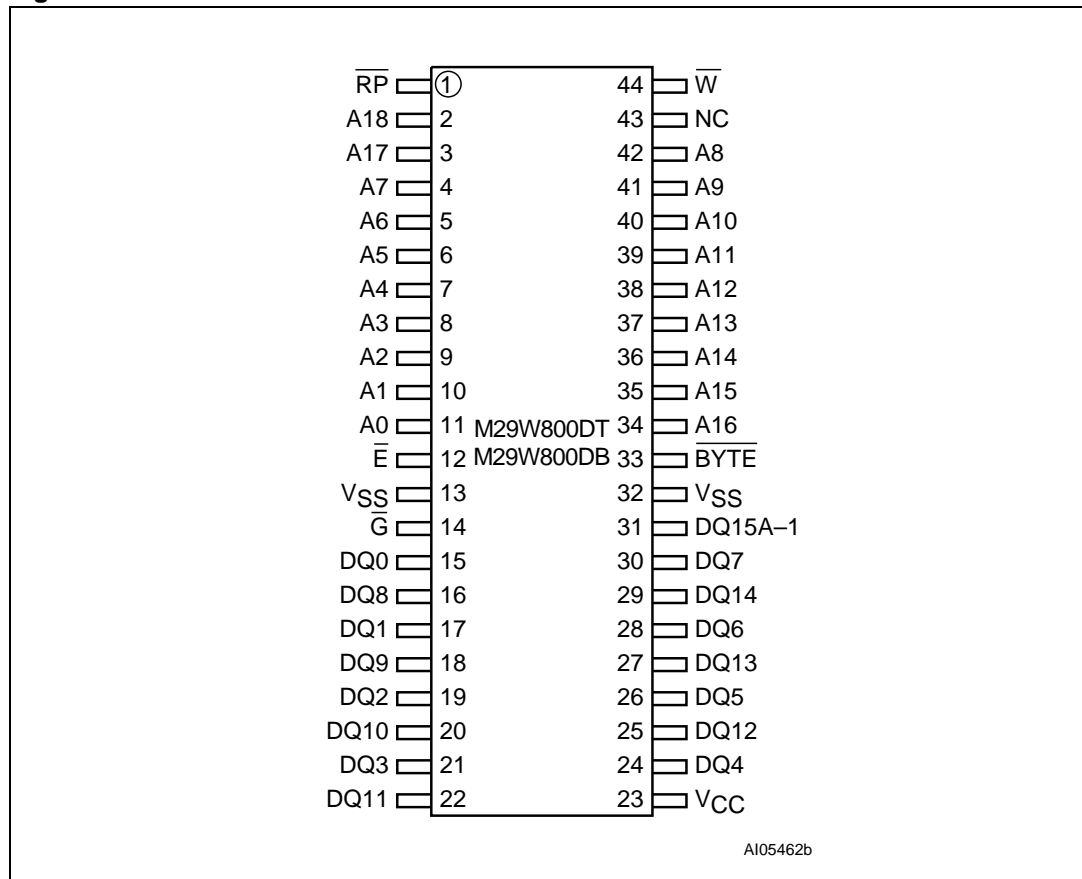 R̅P̅ 1 44 W̅
A18 2 43 NC
A17 3 42 A8
A7 4 41 A9
A6 5 40 A10
A5 6 39 A11
A4 7 38 A12
A3 8 37 A13
A2 9 36 A14
A1 10 35 A15
A0 11 M29W800DT 34 A16
E̅ 12 M29W800DB 33 B̅Y̅T̅E̅
VSS 13 32 VSS
G̅ 14 31 DQ15A–1
DQ0 15 30 DQ7
DQ8 16 29 DQ14
DQ1 17 28 DQ6
DQ9 18 27 DQ13
DQ2 19 26 DQ5
DQ10 20 25 DQ12
DQ3 21 24 DQ4
DQ11 22 23 VCC
AI05462b